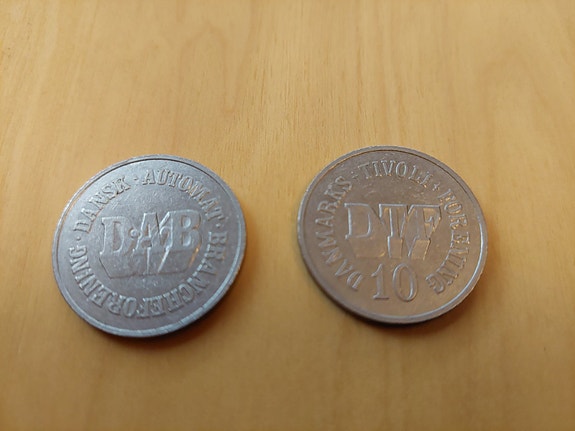 DANSK · AUTOMAT · BRANCHEFORENING ·
DAB
DANMARKS · TIVOLI · FORENING
DTF
10